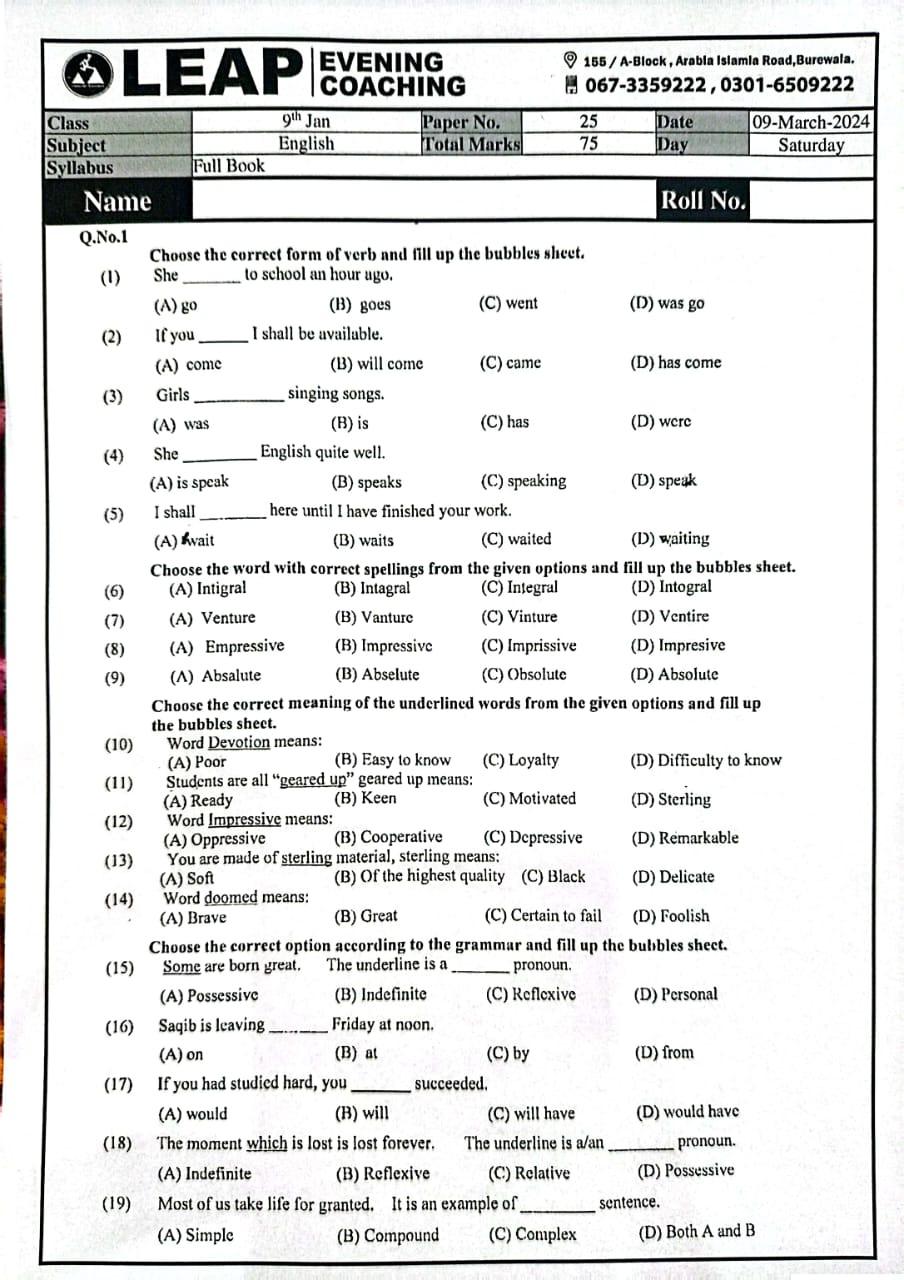 LEAP EVENING COACHING
155 / A-Block, Arabia Islamia Road, Burewala.
067-3359222 , 0301-6509222
Class 9th Jan Paper No. 25 Date 09-March-2024
Subject English Total Marks 75 Day Saturday
Syllabus Full Book
Name Roll No.
Q.No.1
Choose the correct form of verb and fill up the bubbles sheet.
(1) She ______ to school an hour ago.
(A) go (B) goes (C) went (D) was go
(2) If you _____ I shall be available.
(A) come (B) will come (C) came (D) has come
(3) Girls __________ singing songs.
(A) was (B) is (C) has (D) were
(4) She ________ English quite well.
(A) is speak (B) speaks (C) speaking (D) speak
(5) I shall _______ here until I have finished your work.
(A) wait (B) waits (C) waited (D) waiting
Choose the word with correct spellings from the given options and fill up the bubbles sheet.
(6) (A) Intigral (B) Intagral (C) Integral (D) Intogral
(7) (A) Venture (B) Vanture (C) Vinture (D) Ventire
(8) (A) Empressive (B) Impressive (C) Imprissive (D) Impresive
(9) (A) Absalute (B) Abselute (C) Obsolute (D) Absolute
Choose the correct meaning of the underlined words from the given options and fill up
the bubbles sheet.
(10) Word Devotion means:
(A) Poor (B) Easy to know (C) Loyalty (D) Difficulty to know
(11) Students are all “geared up” geared up means:
(A) Ready (B) Keen (C) Motivated (D) Sterling
(12) Word Impressive means:
(A) Oppressive (B) Cooperative (C) Depressive (D) Remarkable
(13) You are made of sterling material, sterling means:
(A) Soft (B) Of the highest quality (C) Black (D) Delicate
(14) Word doomed means:
(A) Brave (B) Great (C) Certain to fail (D) Foolish
Choose the correct option according to the grammar and fill up the bubbles sheet.
(15) Some are born great. The underline is a ______ pronoun.
(A) Possessive (B) Indefinite (C) Reflexive (D) Personal
(16) Saqib is leaving ______ Friday at noon.
(A) on (B) at (C) by (D) from
(17) If you had studied hard, you ______ succeeded.
(A) would (B) will (C) will have (D) would have
(18) The moment which is lost is lost forever. The underline is a/an _______ pronoun.
(A) Indefinite (B) Reflexive (C) Relative (D) Possessive
(19) Most of us take life for granted. It is an example of ________ sentence.
(A) Simple (B) Compound (C) Complex (D) Both A and B